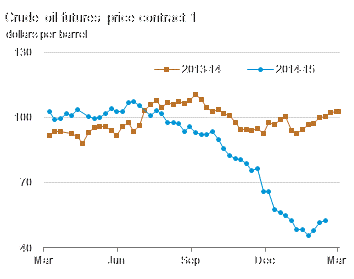 Crude oil futures price contract 1
dollars per barrel
130
2013-14 2014-15
100
70
40
Mar Jun Sep Dec Mar